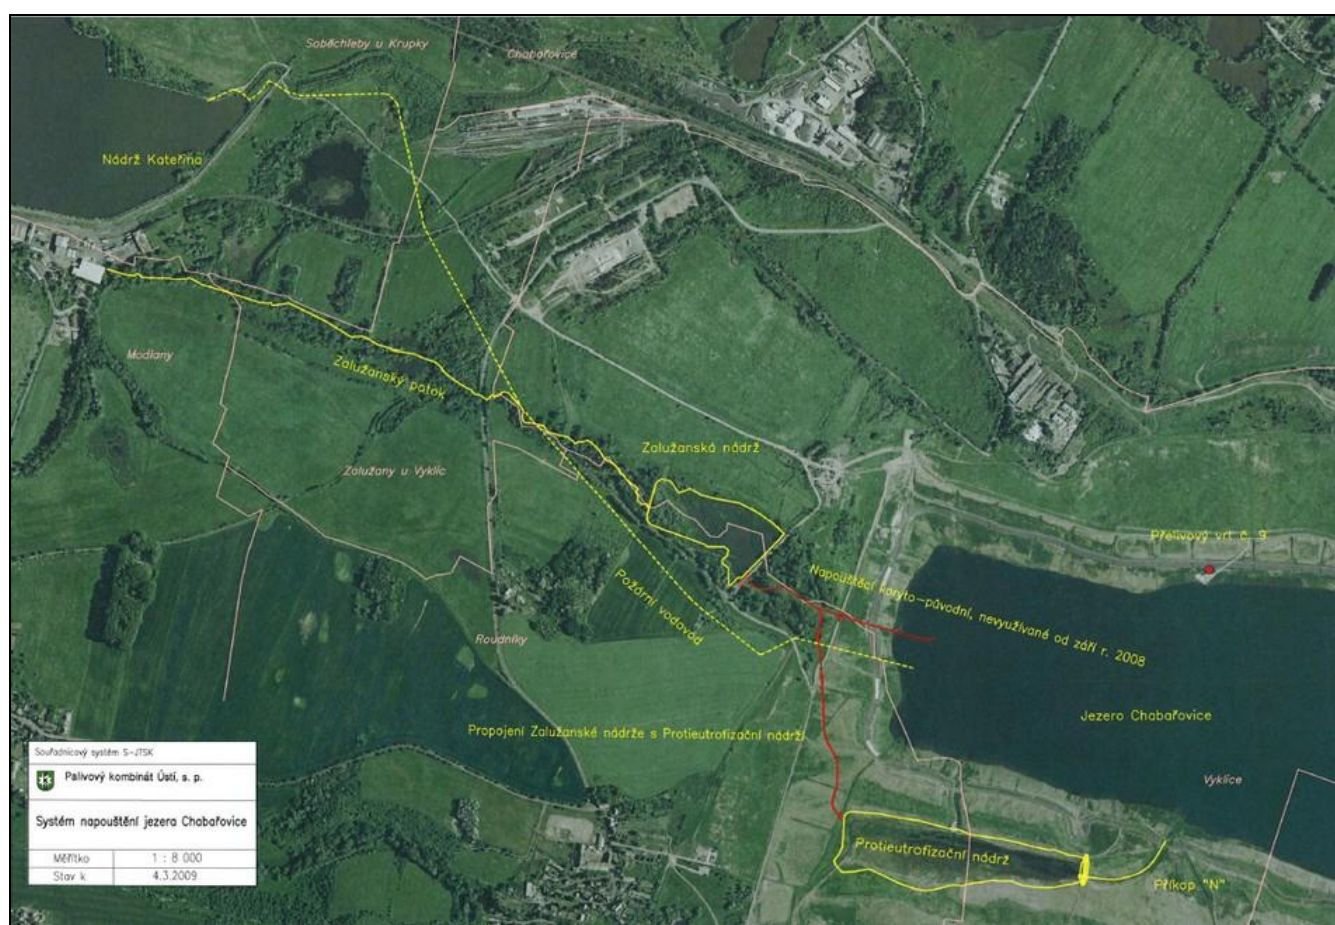 Soběchleby u Krupky
Chabařovice
Nádrž Kateřina
Modlany
Zalužanský potok
Zalužany u Vyklic
Zalužanská nádrž
Přelivový vrt č. 9
Napouštěcí koryto-původní, nevyužívané od září r. 2008
Požární vodovod
Roudníky
Jezero Chabařovice
Propojení Zalužanské nádrže s Protieutrofizační nádrží
Vyklice
Protieutrofizační nádrž
Příkop "N"
Souřadnicový systém S-JTSK
Palivový kombinát Ústí, s. p.
Systém napouštění jezera Chabařovice
Měřítko 1 : 8 000
Stav k 4.3.2009